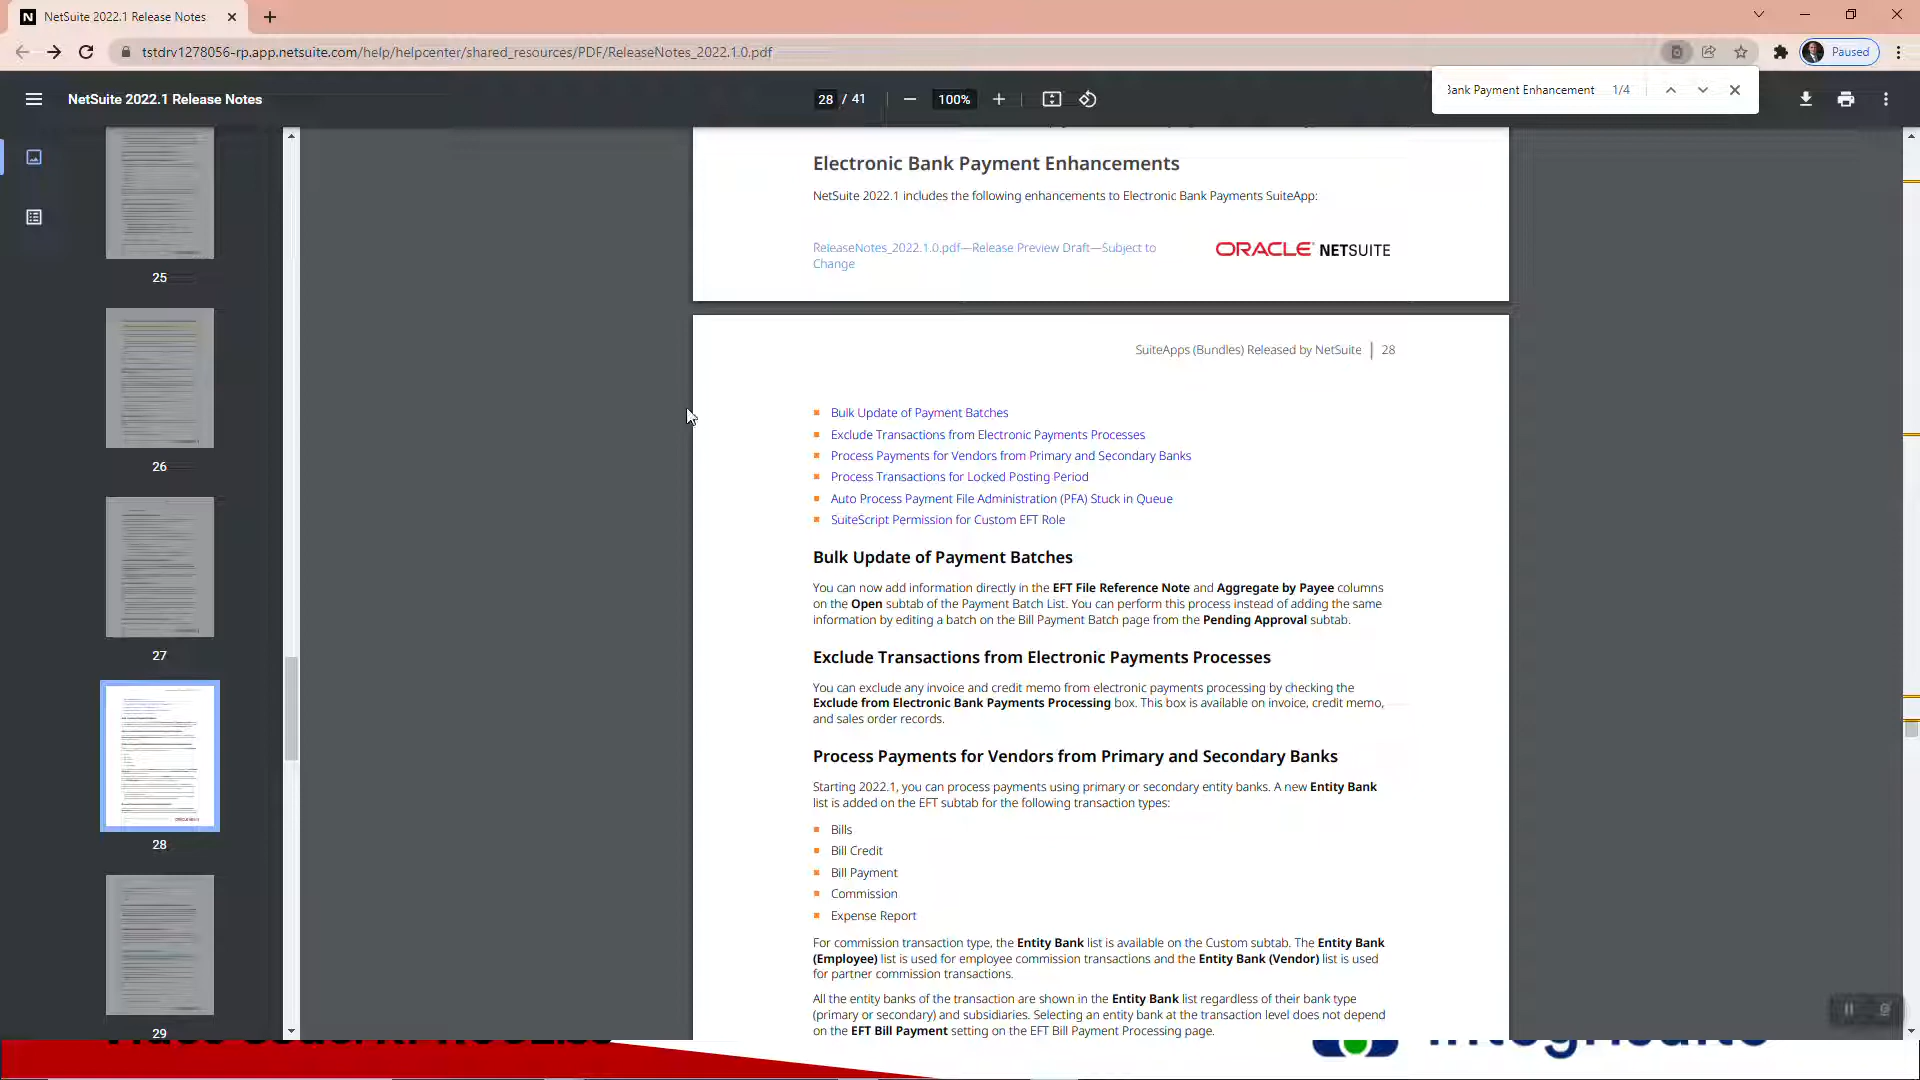 NetSuite 2022.1 Release Notes
tstdrv1278056-rp.app.netsuite.com/help/helpcenter/shared_resources/PDF/ReleaseNotes_2022.1.0.pdf
Paused
NetSuite 2022.1 Release Notes
28 / 41
100%
Bank Payment Enhancement 1/4
25
26
27
28
29
Electronic Bank Payment Enhancements
NetSuite 2022.1 includes the following enhancements to Electronic Bank Payments SuiteApp:
ReleaseNotes_2022.1.0.pdf—Release Preview Draft—Subject to
Change
ORACLE NETSUITE
SuiteApps (Bundles) Released by NetSuite | 28
Bulk Update of Payment Batches
Exclude Transactions from Electronic Payments Processes
Process Payments for Vendors from Primary and Secondary Banks
Process Transactions for Locked Posting Period
Auto Process Payment File Administration (PFA) Stuck in Queue
SuiteScript Permission for Custom EFT Role
Bulk Update of Payment Batches
You can now add information directly in the EFT File Reference Note and Aggregate by Payee columns
on the Open subtab of the Payment Batch List. You can perform this process instead of adding the same
information by editing a batch on the Bill Payment Batch page from the Pending Approval subtab.
Exclude Transactions from Electronic Payments Processes
You can exclude any invoice and credit memo from electronic payments processing by checking the
Exclude from Electronic Bank Payments Processing box. This box is available on invoice, credit memo,
and sales order records.
Process Payments for Vendors from Primary and Secondary Banks
Starting 2022.1, you can process payments using primary or secondary entity banks. A new Entity Bank
list is added on the EFT subtab for the following transaction types:
Bills
Bill Credit
Bill Payment
Commission
Expense Report
For commission transaction type, the Entity Bank list is available on the Custom subtab. The Entity Bank
(Employee) list is used for employee commission transactions and the Entity Bank (Vendor) list is used
for partner commission transactions.
All the entity banks of the transaction are shown in the Entity Bank list regardless of their bank type
(primary or secondary) and subsidiaries. Selecting an entity bank at the transaction level does not depend
on the EFT Bill Payment setting on the EFT Bill Payment Processing page.